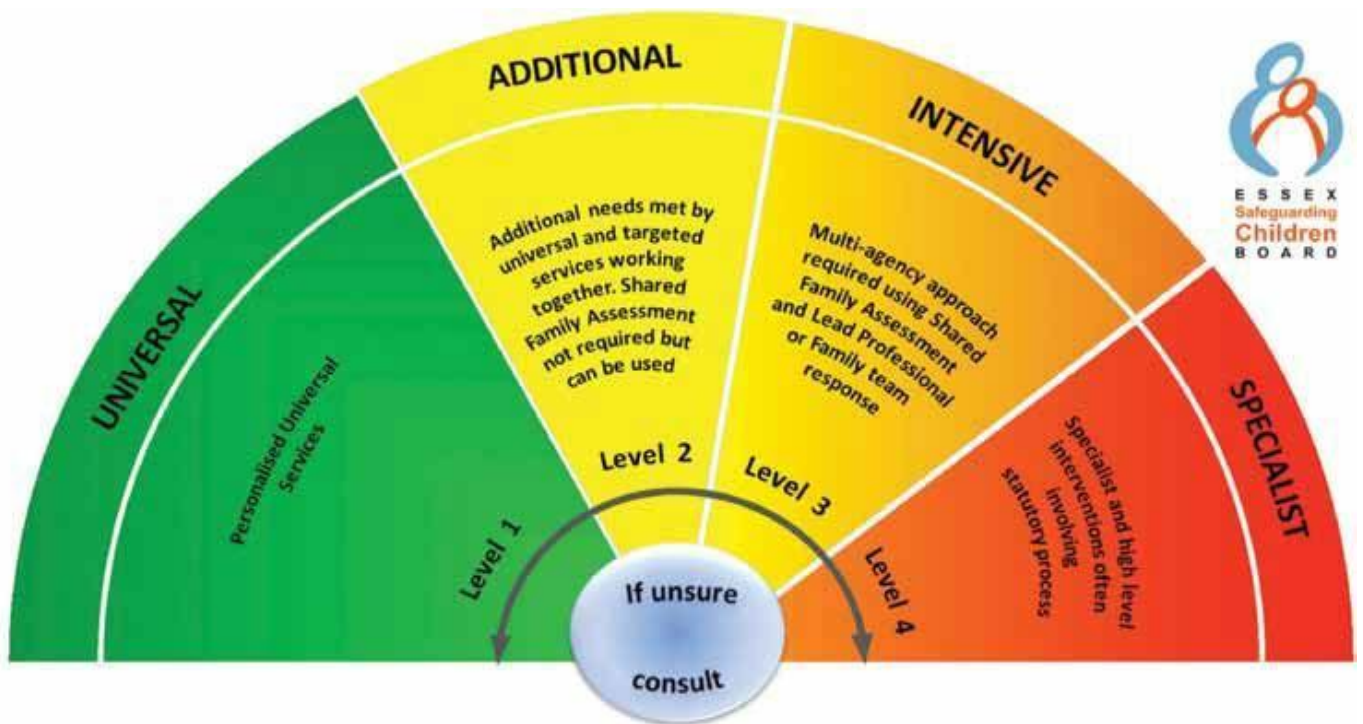 UNIVERSAL
Personalised Universal
Services
Level 1
ADDITIONAL
Additional needs met by
universal and targeted
services working
together. Shared
Family Assessment
not required but
can be used
Level 2
INTENSIVE
Multi-agency approach
required using Shared
Family Assessment
and Lead Professional
or Family team
response
Level 3
SPECIALIST
Specialist and high level
interventions often
involving
statutory process
Level 4
If unsure
consult
ESSEX
Safeguarding
Children
BOARD